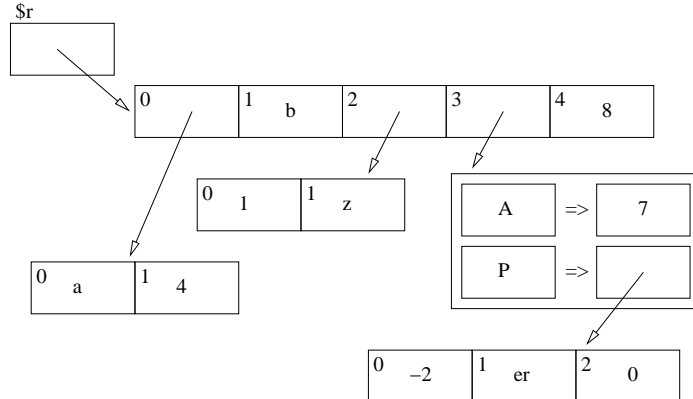 $r
0 1 b 2 3 4 8
0 1 1 z
A => 7
P =>
0 a 1 4
0 −2 1 er 2 0